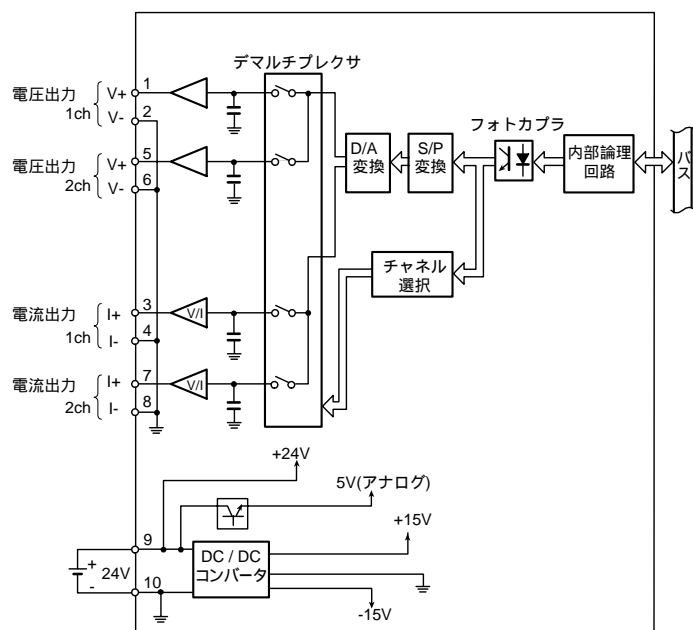 デマルチプレクサ
電圧出力
1ch
V+
1
V-
2
フォトカプラ
D/A
変換
S/P
変換
内部論理
回路
バス
電圧出力
2ch
V+
5
V-
6
チャネル
選択
電流出力
1ch
I+
3
V/I
I-
4
電流出力
2ch
I+
7
V/I
I-
8
+24V
5V(アナログ)
+15V
9
+
24V
-
10
DC / DC
コンバータ
-15V